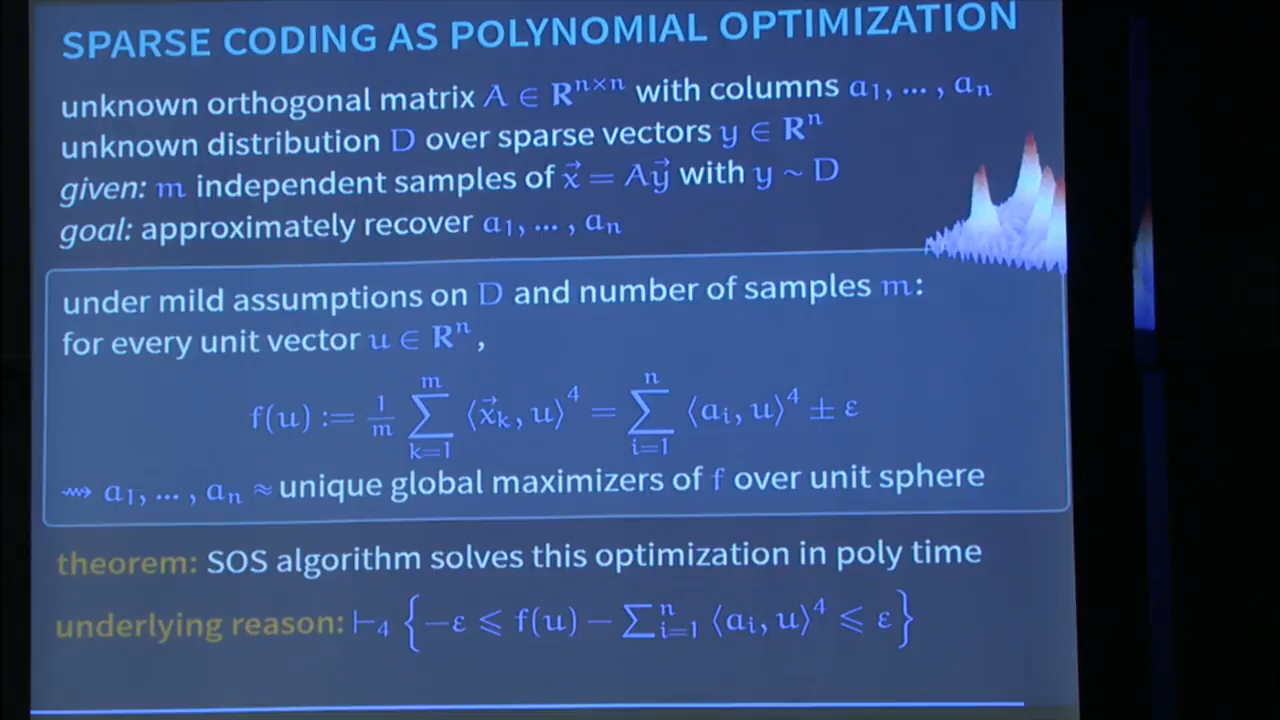 SPARSE CODING AS POLYNOMIAL OPTIMIZATION
unknown orthogonal matrix A ∈ ℝⁿˣⁿ with columns a₁, ... , aₙ
unknown distribution D over sparse vectors y ∈ ℝⁿ
given: m independent samples of x⃗ = Ay⃗ with y ~ D
goal: approximately recover a₁, ... , aₙ
under mild assumptions on D and number of samples m:
for every unit vector u ∈ ℝⁿ,
f(u) := 1/m ∑_{k=1}^{m} ⟨x⃗ₖ, u⟩⁴ = ∑_{i=1}^{n} ⟨aᵢ, u⟩⁴ ± ε
⇝ a₁, ... , aₙ ≈ unique global maximizers of f over unit sphere
theorem: SOS algorithm solves this optimization in poly time
underlying reason: ⊢₄ {−ε ⩽ f(u) − ∑_{i=1}^{n} ⟨aᵢ, u⟩⁴ ⩽ ε}